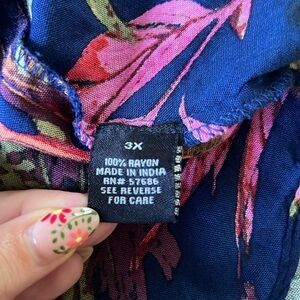 3X
100% RAYON
MADE IN INDIA
RN# 57686
SEE REVERSE
FOR CARE